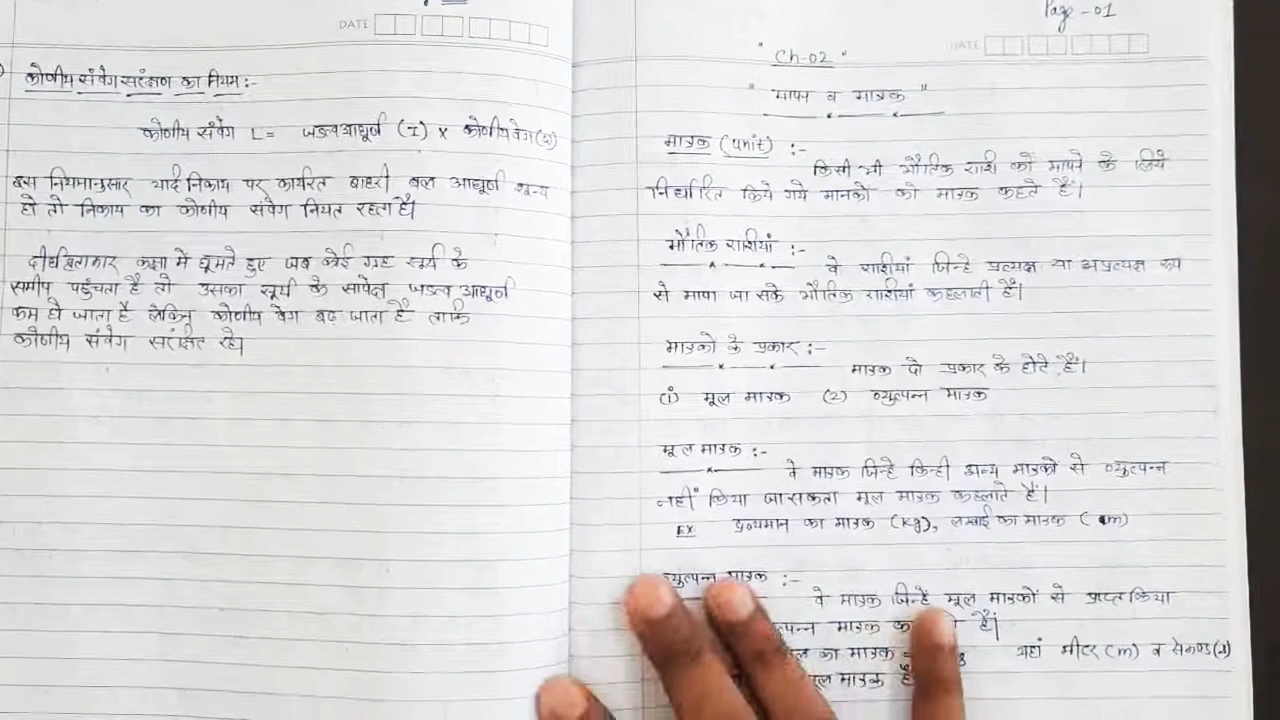 DATE
कोणीय संवेग संरक्षण का नियम :-
कोणीय संवेग L = जड़त्व आघूर्ण (I) × कोणीय वेग (ω)
इस नियमानुसार यदि निकाय पर कार्यरत बाहरी बल आघूर्ण शून्य
हो तो निकाय का कोणीय संवेग नियत रहता है।
दीर्घवृताकार कक्षा में घूमते हुए जब कोई ग्रह सूर्य के
समीप पहुँचता है तो उसका सूर्य के सापेक्ष जड़त्व आघूर्ण
कम हो जाता है लेकिन कोणीय वेग बढ़ जाता है ताकि
कोणीय संवेग संरक्षित रहे।
Page -01
DATE
"Ch-02"
"मापन व मात्रक"
मात्रक (unit) :-
किसी भी भौतिक राशी को मापने के लिये
निर्धारित किये गये मानकों को मात्रक कहते हैं।
भौतिक राशीयां :-
वे राशीयां जिन्हे प्रत्यक्ष या अप्रत्यक्ष रूप
से मापा जा सके भौतिक राशीयां कहलाती हैं।
मात्रकों के प्रकार :-
मात्रक दो प्रकार के होते हैं।
(1) मूल मात्रक (2) व्युत्पन्न मात्रक
मूल मात्रक :-
वे मात्रक जिन्हे किन्ही अन्य मात्रकों से व्युत्पन्न
नहीं किया जा सकता मूल मात्रक कहलाते हैं।
EX द्रव्यमान का मात्रक (kg), लम्बाई का मात्रक (m)
व्युत्पन्न मात्रक :-
वे मात्रक जिन्हे मूल मात्रकों से प्राप्त किया
मात्रक हैं।
का मात्रक यहां मीटर (m) व सेकण्ड (s)
मूल मात्रक है